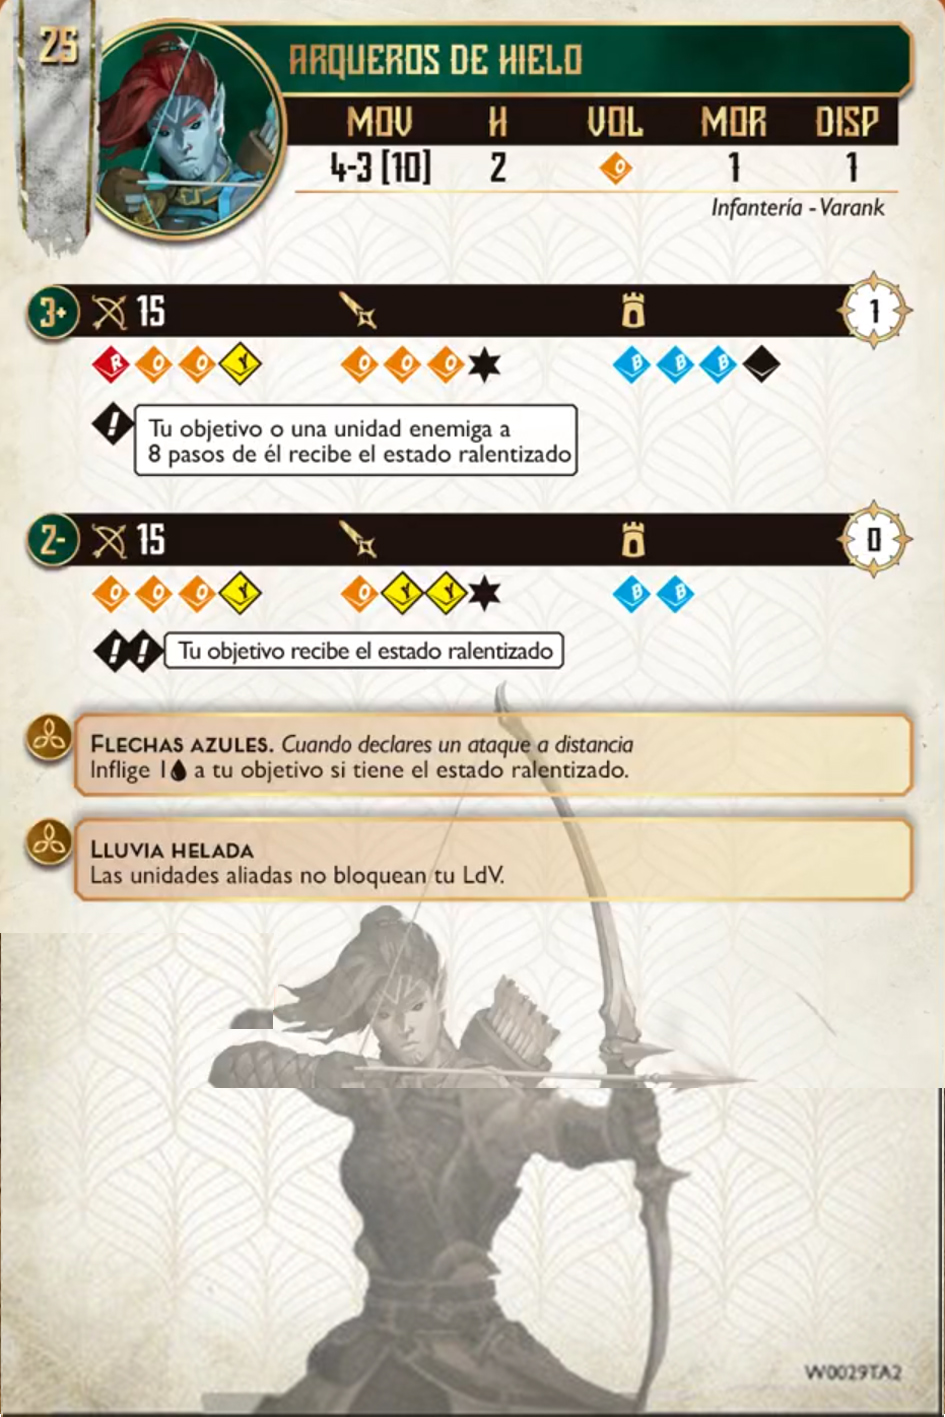 25
ARQUEROS DE HIELO
MOV H VOL MOR DISP
4-3 [10] 2 O 1 1
Infantería - Varank
3+ 15 1
R O O Y O O O B B B
! Tu objetivo o una unidad enemiga a
8 pasos de él recibe el estado ralentizado
2- 15 0
O O O Y O Y Y B B
!! Tu objetivo recibe el estado ralentizado
FLECHAS AZULES. Cuando declares un ataque a distancia
Inflige 1 a tu objetivo si tiene el estado ralentizado.
LLUVIA HELADA
Las unidades aliadas no bloquean tu LdV.
W0029TA2